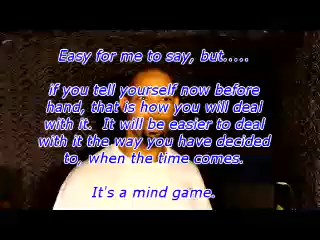 Easy for me to say, but.....
if you tell yourself now before
hand, that is how you will deal
with it. It will be easier to deal
with it the way you have decided
to, when the time comes.
It's a mind game.